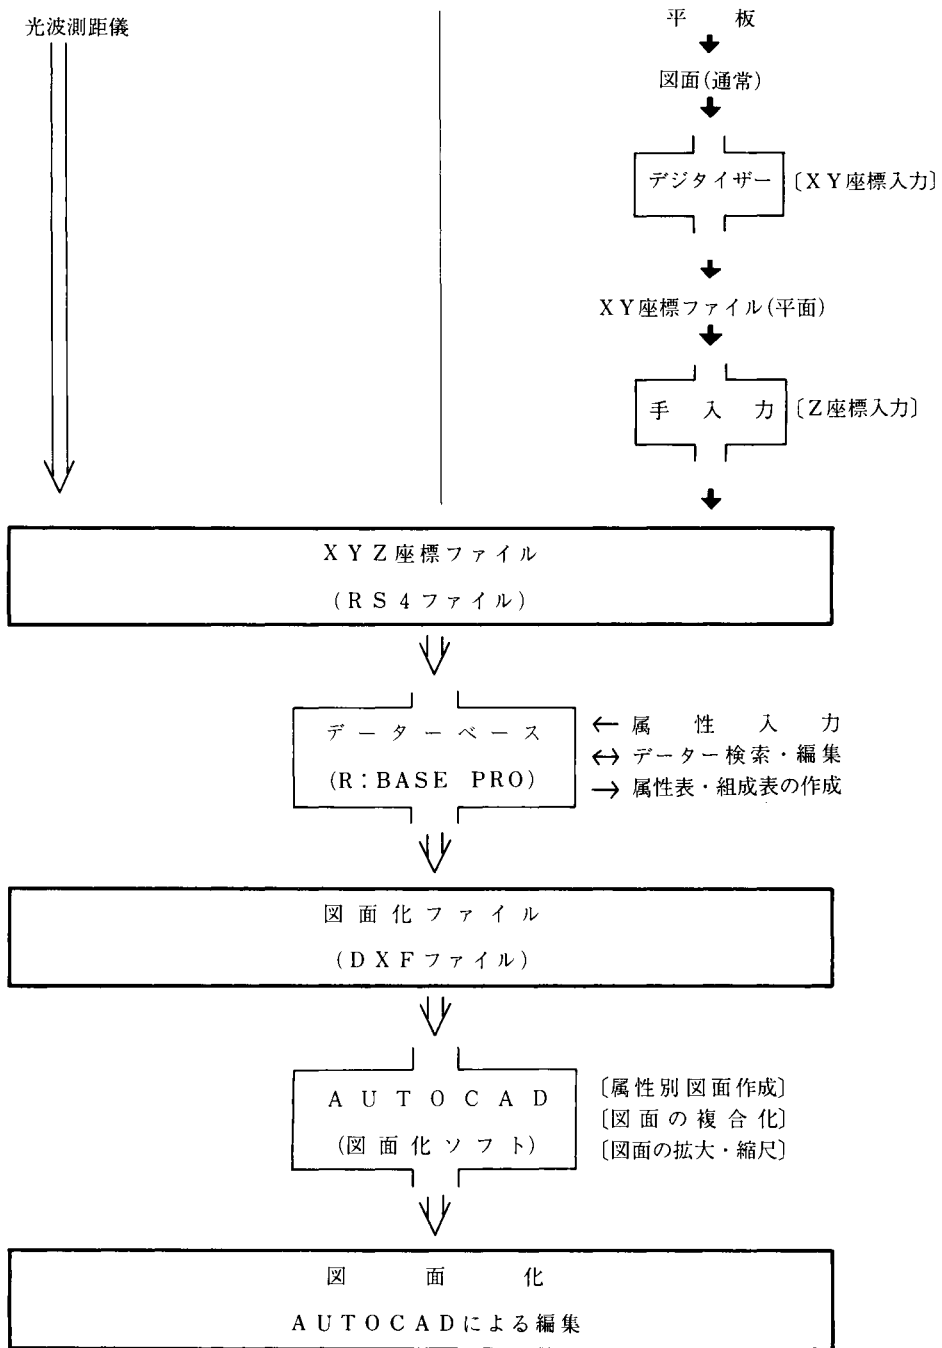 光波測距儀
平板
図面(通常)
デジタイザー
〔XY座標入力〕
XY座標ファイル(平面)
手入力
〔Z座標入力〕
XYZ座標ファイル
(RS4ファイル)
データーベース
(R:BASE PRO)
← 属性入力
↔ データー検索・編集
→ 属性表・組成表の作成
図面化ファイル
(DXFファイル)
AUTOCAD
(図面化ソフト)
〔属性別図面作成〕
〔図面の複合化〕
〔図面の拡大・縮尺〕
図面化
AUTOCADによる編集